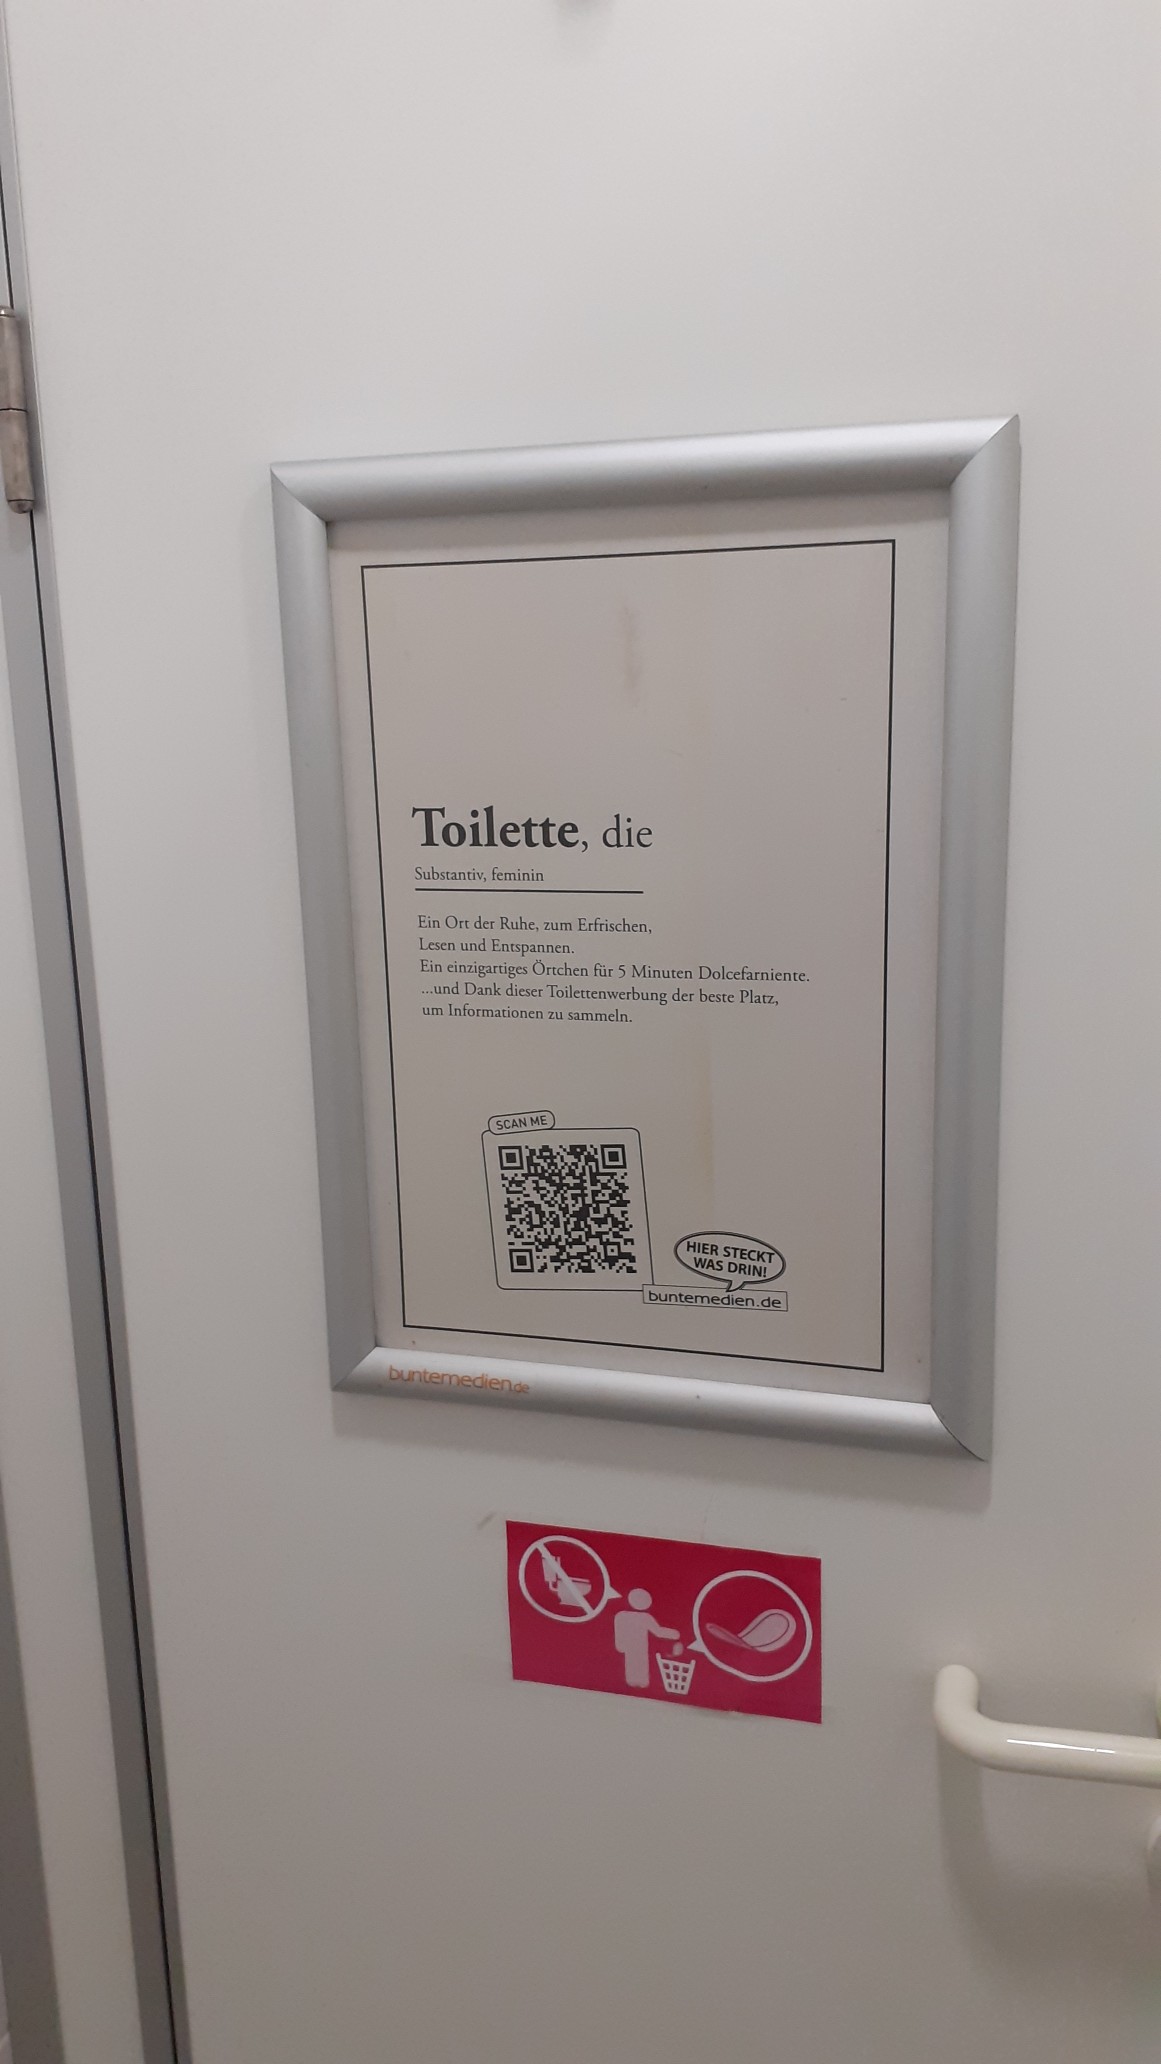 Toilette, die
Substantiv, feminin
Ein Ort der Ruhe, zum Erfrischen,
Lesen und Entspannen.
Ein einzigartiges Örtchen für 5 Minuten Dolcefarniente.
...und Dank dieser Toilettenwerbung der beste Platz,
um Informationen zu sammeln.
SCAN ME
HIER STECKT
WAS DRIN!
buntemedien.de
buntemedien.de